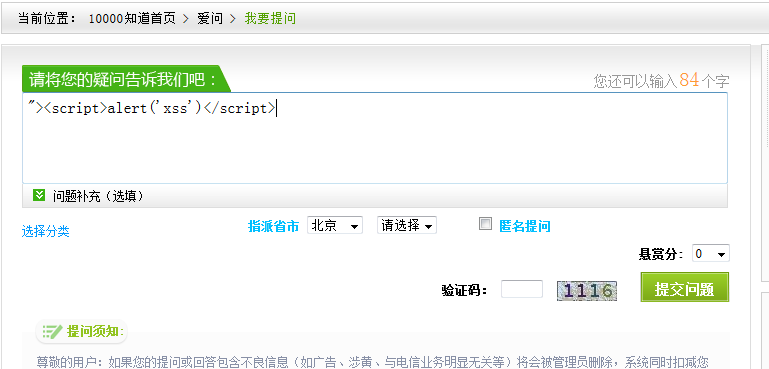 当前位置： 10000知道首页 > 爱问 > 我要提问
请将您的疑问告诉我们吧：
您还可以输入84个字
"><script>alert('xss')</script>
问题补充（选填）
选择分类 指派省市 北京 请选择 匿名提问
悬赏分： 0
验证码： 1116 提交问题
提问须知:
尊敬的用户：如果您的提问或回答包含不良信息（如广告、涉黄、与电信业务明显无关等）将会被管理员删除，系统同时扣减您